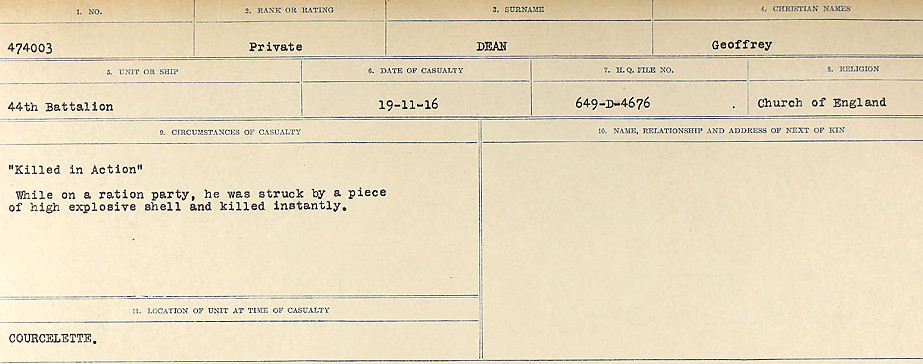 1. NO. 2. RANK OR RATING 3. SURNAME 4. CHRISTIAN NAMES
474003 Private DEAN Geoffrey
5. UNIT OR SHIP 6. DATE OF CASUALTY 7. H.Q. FILE NO. 8. RELIGION
44th Battalion 19-11-16 649-D-4676 . Church of England
9. CIRCUMSTANCES OF CASUALTY 10. NAME, RELATIONSHIP AND ADDRESS OF NEXT OF KIN
"Killed in Action"
While on a ration party, he was struck by a piece
of high explosive shell and killed instantly.
11. LOCATION OF UNIT AT TIME OF CASUALTY
COURCELETTE.